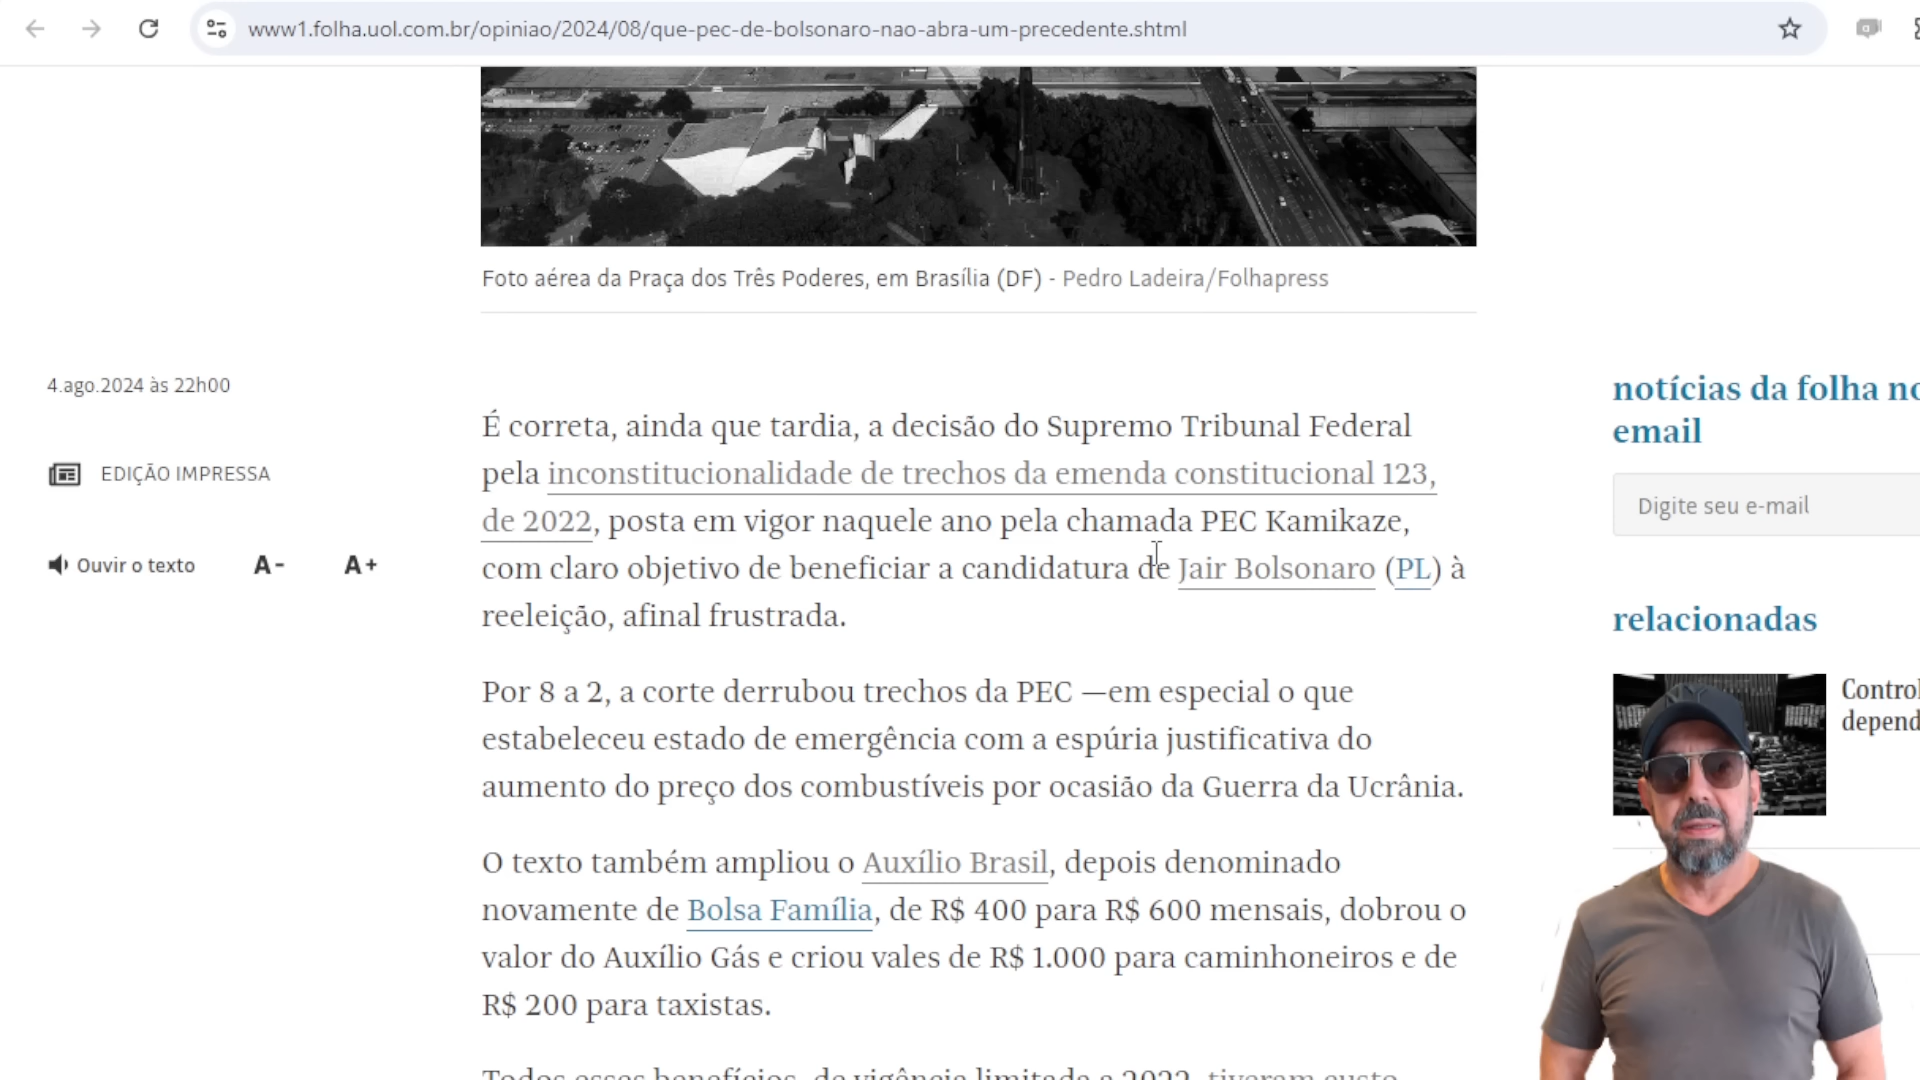 www1.folha.uol.com.br/opiniao/2024/08/que-pec-de-bolsonaro-nao-abra-um-precedente.shtml
Foto aérea da Praça dos Três Poderes, em Brasília (DF) - Pedro Ladeira/Folhapress
4.ago.2024 às 22h00
EDIÇÃO IMPRESSA
Ouvir o texto A- A+
É correta, ainda que tardia, a decisão do Supremo Tribunal Federal
pela inconstitucionalidade de trechos da emenda constitucional 123,
de 2022, posta em vigor naquele ano pela chamada PEC Kamikaze,
com claro objetivo de beneficiar a candidatura de Jair Bolsonaro (PL) à
reeleição, afinal frustrada.
Por 8 a 2, a corte derrubou trechos da PEC —em especial o que
estabeleceu estado de emergência com a espúria justificativa do
aumento do preço dos combustíveis por ocasião da Guerra da Ucrânia.
O texto também ampliou o Auxílio Brasil, depois denominado
novamente de Bolsa Família, de R$ 400 para R$ 600 mensais, dobrou o
valor do Auxílio Gás e criou vales de R$ 1.000 para caminhoneiros e de
R$ 200 para taxistas.
Todos esses benefícios, de vigência limitada a 2022, tiveram custo
notícias da folha no
email
Digite seu e-mail
relacionadas
Control
depend